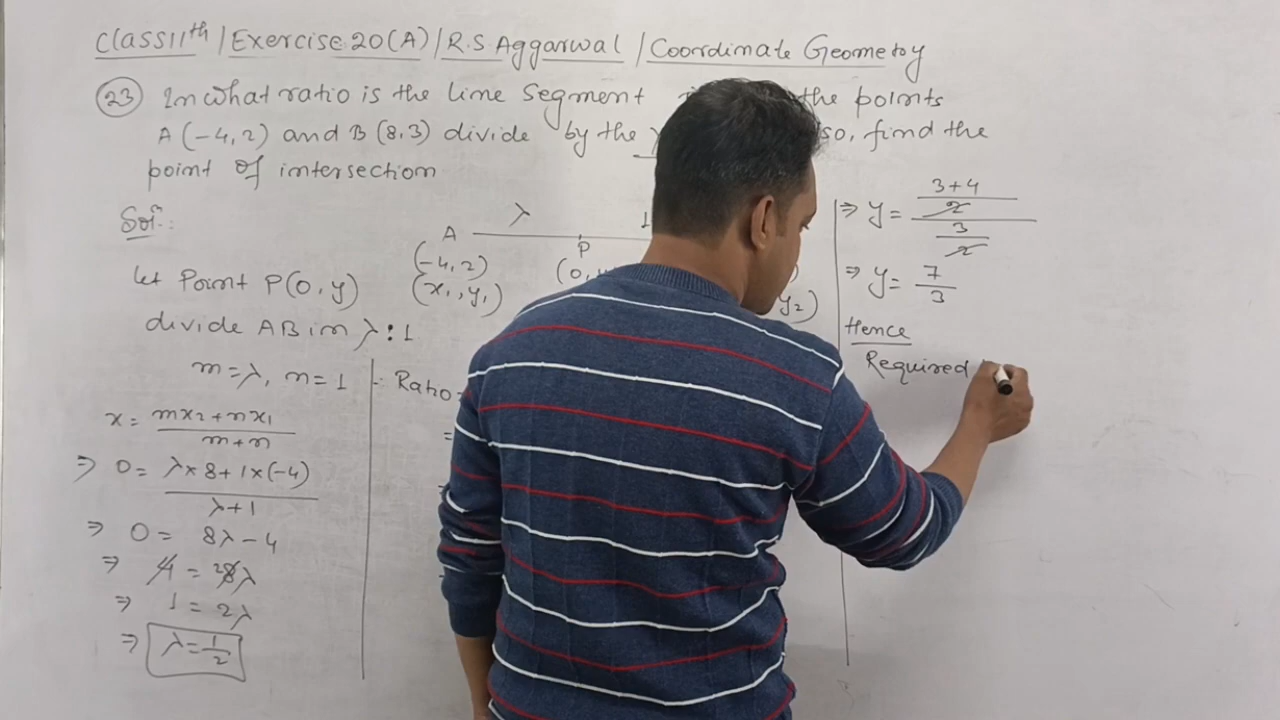 Class 11th / Exercise 20(A) / R.S Aggarwal / Coordinate Geometry
(23) In what ratio is the line segment the points
A(-4,2) and B(8,3) divide by the so, find the
point of intersection
Sol^n:
λ 1
A P
(-4,2) (0,
(x₁,y₁) y₂)
let Point P(0,y)
divide AB in λ:1
m=λ, n=1
x= (mx₂+nx₁)/(m+n)
⇒ 0= (λ×8+1×(-4))/(λ+1)
⇒ 0= 8λ-4
⇒ 4 = 28λ
⇒ 1= 2λ
⇒ λ=1/2
∴ Ratio
=
⇒ y= ((3+4)/2)/(3/2)
⇒ y= 7/3
Hence
Required